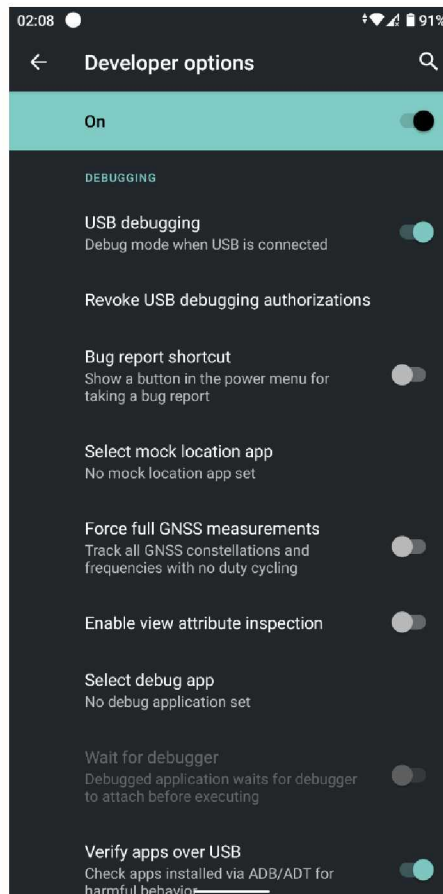 02:08 91%
Developer options
On
DEBUGGING
USB debugging
Debug mode when USB is connected
Revoke USB debugging authorizations
Bug report shortcut
Show a button in the power menu for
taking a bug report
Select mock location app
No mock location app set
Force full GNSS measurements
Track all GNSS constellations and
frequencies with no duty cycling
Enable view attribute inspection
Select debug app
No debug application set
Wait for debugger
Debugged application waits for debugger
to attach before executing
Verify apps over USB
Check apps installed via ADB/ADT for
harmful behavior